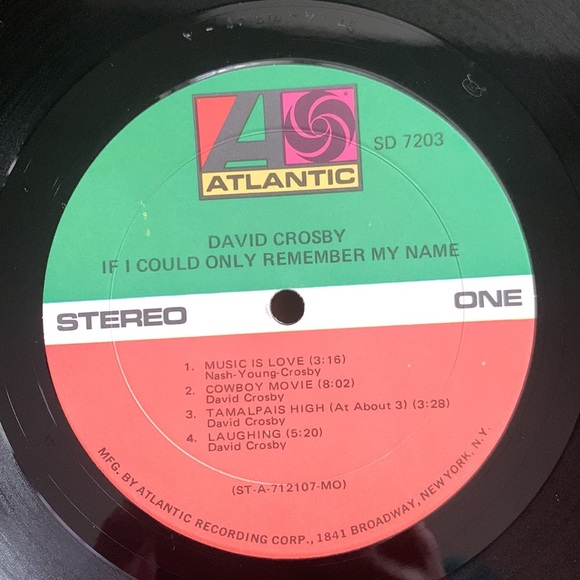 ATLANTIC
SD 7203
DAVID CROSBY
IF I COULD ONLY REMEMBER MY NAME
STEREO ONE
1. MUSIC IS LOVE (3:16)
Nash-Young-Crosby
2. COWBOY MOVIE (8:02)
David Crosby
3. TAMALPAIS HIGH (At About 3) (3:28)
David Crosby
4. LAUGHING (5:20)
David Crosby
(ST-A-712107-MO)
MFG. BY ATLANTIC RECORDING CORP., 1841 BROADWAY, NEW YORK, N.Y.